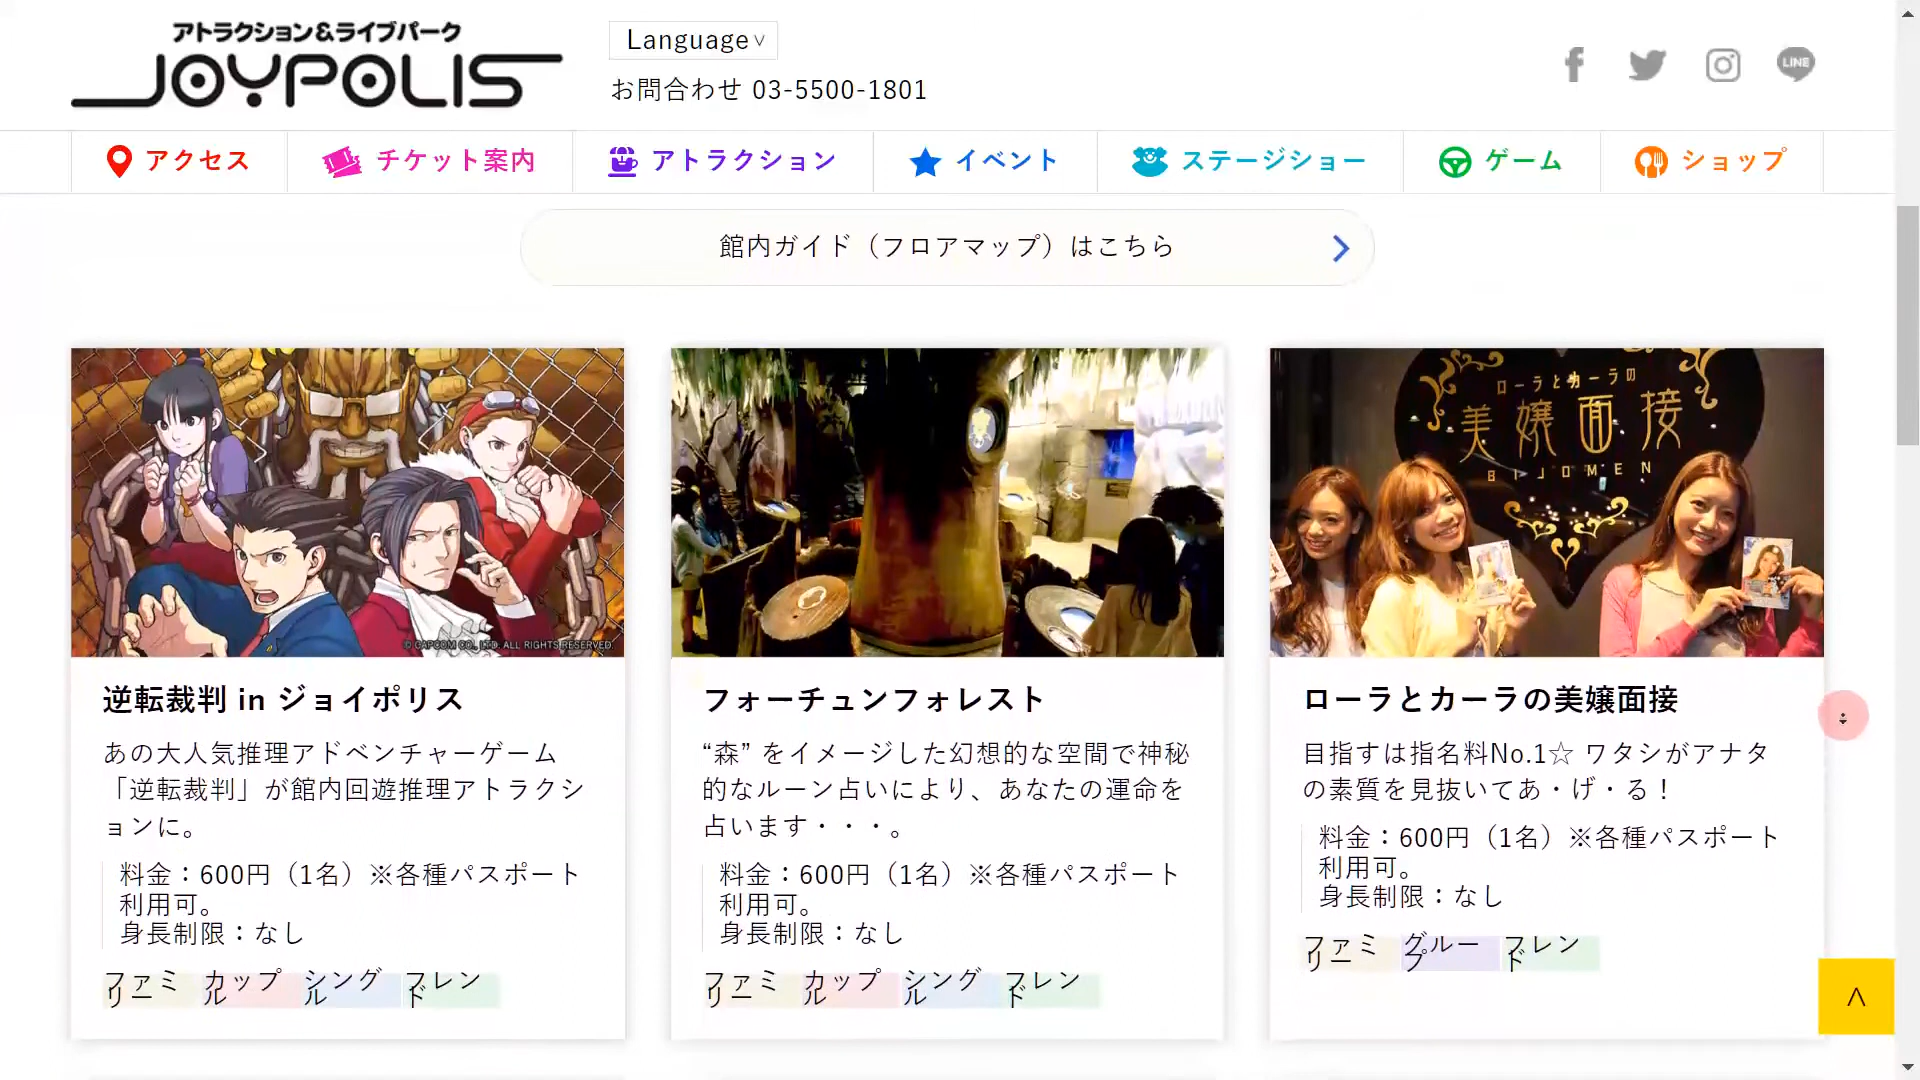 アトラクション&ライブパーク
JOYPOLIS
Language ∨
お問合わせ 03-5500-1801
LINE
アクセス
チケット案内
アトラクション
イベント
ステージショー
ゲーム
ショップ
館内ガイド（フロアマップ）はこちら
© CAPCOM CO., LTD. ALL RIGHTS RESERVED.
逆転裁判 in ジョイポリス
あの大人気推理アドベンチャーゲーム
「逆転裁判」が館内回遊推理アトラクシ
ョンに。
料金：600円（1名）※各種パスポート
利用可。
身長制限：なし
ファミ
リー
カップ
ル
シング
ル
フレン
ド
フォーチュンフォレスト
“森” をイメージした幻想的な空間で神秘
的なルーン占いにより、あなたの運命を
占います・・・。
料金：600円（1名）※各種パスポート
利用可。
身長制限：なし
ファミ
リー
カップ
ル
シング
ル
フレン
ド
ローラとカーラの
美嬢面接
BIJOMEN
ローラとカーラの美嬢面接
目指すは指名料No.1☆ ワタシがアナタ
の素質を見抜いてあ・げ・る！
料金：600円（1名）※各種パスポート
利用可。
身長制限：なし
ファミ
リー
グルー
プ
フレン
ド
∧